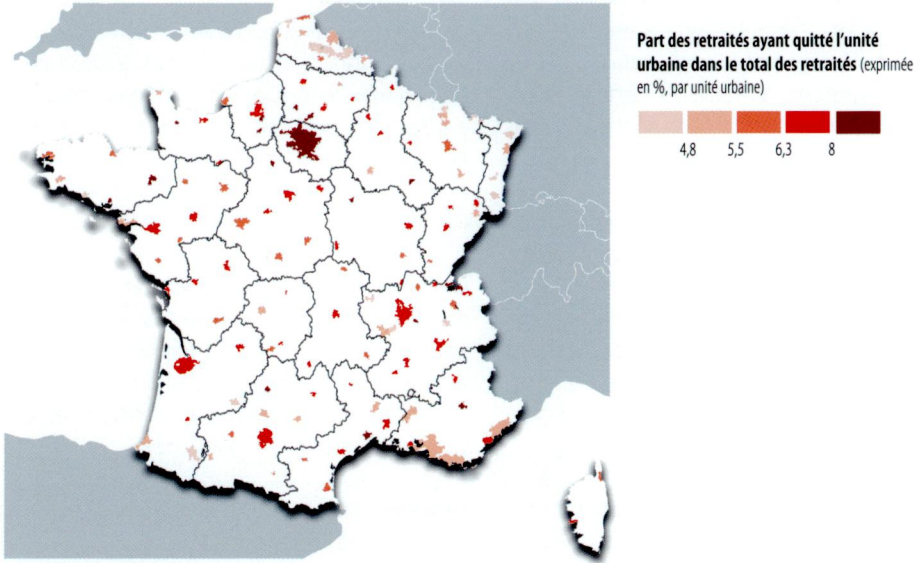 Part des retraités ayant quitté l’unité
urbaine dans le total des retraités (exprimée
en %, par unité urbaine)
4,8 5,5 6,3 8